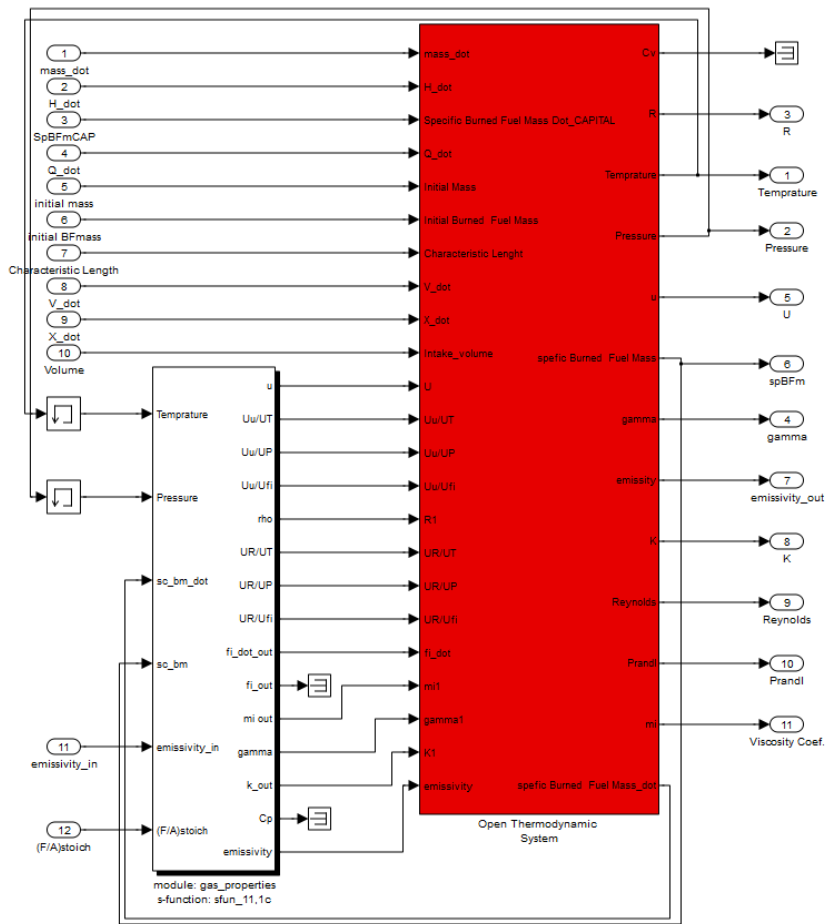 1
mass_dot
2
H_dot
3
SpBFmCAP
4
Q_dot
5
initial mass
6
initial BFmass
7
Characteristic Length
8
V_dot
9
X_dot
10
Volume
11
emissivity_in
12
(F/A)stoich
Temprature
Pressure
sc_bm_dot
sc_bm
emissivity_in
(F/A)stoich
u
Uu/UT
Uu/UP
Uu/Ufi
rho
UR/UT
UR/UP
UR/Ufi
fi_dot_out
fi_out
mi out
gamma
k_out
Cp
emissivity
module: gas_properties
s-function: sfun_11,1c
mass_dot
H_dot
Specific Burned Fuel Mass Dot_CAPITAL
Q_dot
Initial Mass
Initial Burned Fuel Mass
Characteristic Lenght
V_dot
X_dot
Intake_volume
U
Uu/UT
Uu/UP
Uu/Ufi
R1
UR/UT
UR/UP
UR/Ufi
fi_dot
mi1
gamma1
K1
emissivity
Cv
R
Temprature
Pressure
u
spefic Burned Fuel Mass
gamma
emissity
K
Reynolds
Prandl
mi
spefic Burned Fuel Mass_dot
Open Thermodynamic
System
3
R
1
Temprature
2
Pressure
5
U
6
spBFm
4
gamma
7
emissivity_out
8
K
9
Reynolds
10
Prandl
11
Viscosity Coef.